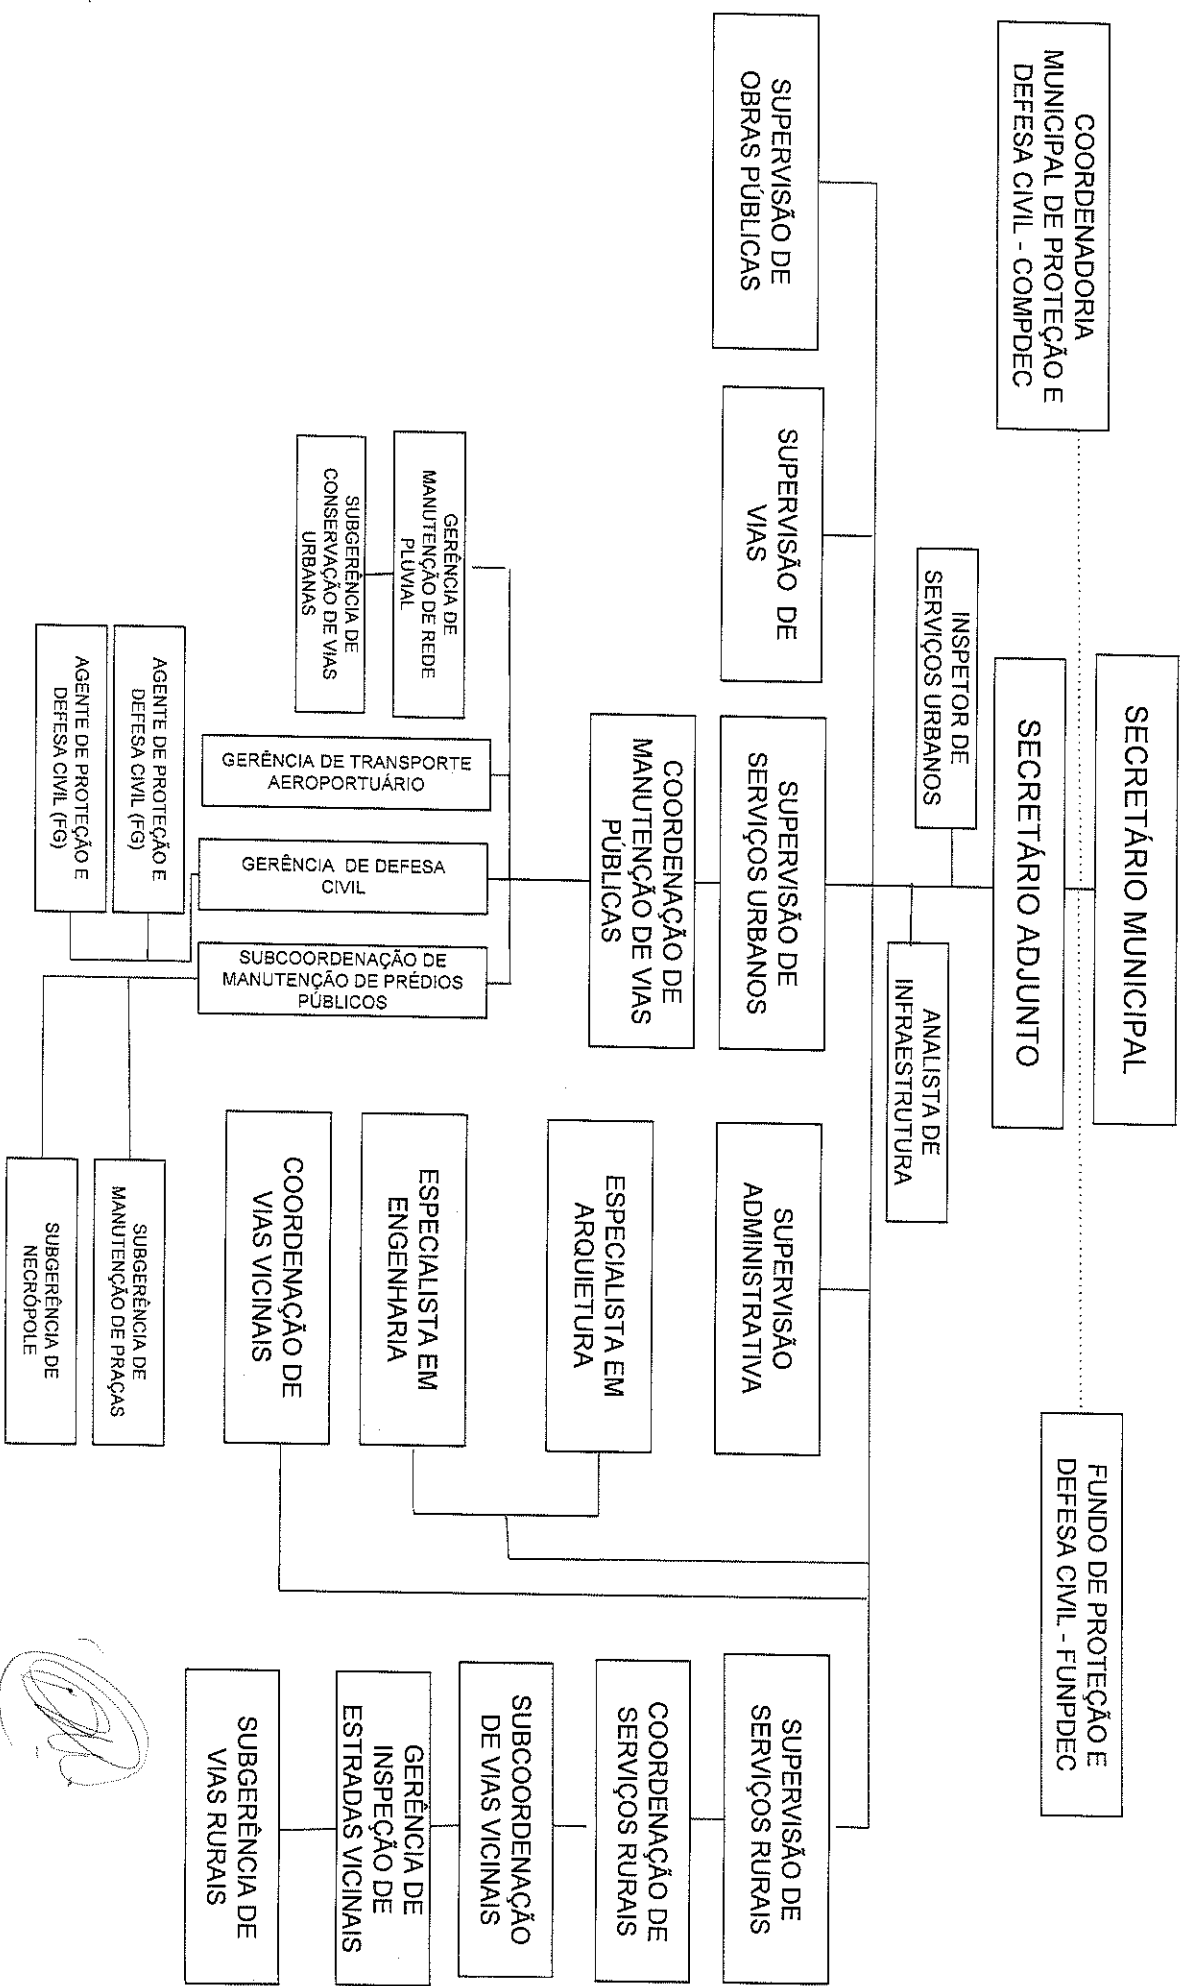 SECRETÁRIO MUNICIPAL
COORDENADORIA
MUNICIPAL DE PROTEÇÃO E
DEFESA CIVIL - COMPDEC
FUNDO DE PROTEÇÃO E
DEFESA CIVIL - FUNPDEC
SECRETÁRIO ADJUNTO
INSPETOR DE
SERVIÇOS URBANOS
ANALISTA DE
INFRAESTRUTURA
SUPERVISÃO DE
OBRAS PÚBLICAS
SUPERVISÃO DE
VIAS
SUPERVISÃO DE
SERVIÇOS URBANOS
SUPERVISÃO
ADMINISTRATIVA
SUPERVISÃO DE
SERVIÇOS RURAIS
COORDENAÇÃO DE
MANUTENÇÃO DE VIAS
PÚBLICAS
ESPECIALISTA EM
ARQUIETURA
COORDENAÇÃO DE
SERVIÇOS RURAIS
GERÊNCIA DE
MANUTENÇÃO DE REDE
PLUVIAL
SUBGERÊNCIA DE
CONSERVAÇÃO DE VIAS
URBANAS
GERÊNCIA DE TRANSPORTE
AEROPORTUÁRIO
GERÊNCIA DE DEFESA
CIVIL
SUBCOORDENAÇÃO DE
MANUTENÇÃO DE PRÉDIOS
PÚBLICOS
ESPECIALISTA EM
ENGENHARIA
SUBCOORDENAÇÃO
DE VIAS VICINAIS
COORDENAÇÃO DE
VIAS VICINAIS
GERÊNCIA DE
INSPEÇÃO DE
ESTRADAS VICINAIS
SUBGERÊNCIA DE
VIAS RURAIS
AGENTE DE PROTEÇÃO E
DEFESA CIVIL (FG)
AGENTE DE PROTEÇÃO E
DEFESA CIVIL (FG)
SUBGERÊNCIA DE
MANUTENÇÃO DE PRAÇAS
SUBGERÊNCIA DE
NECRÓPOLE